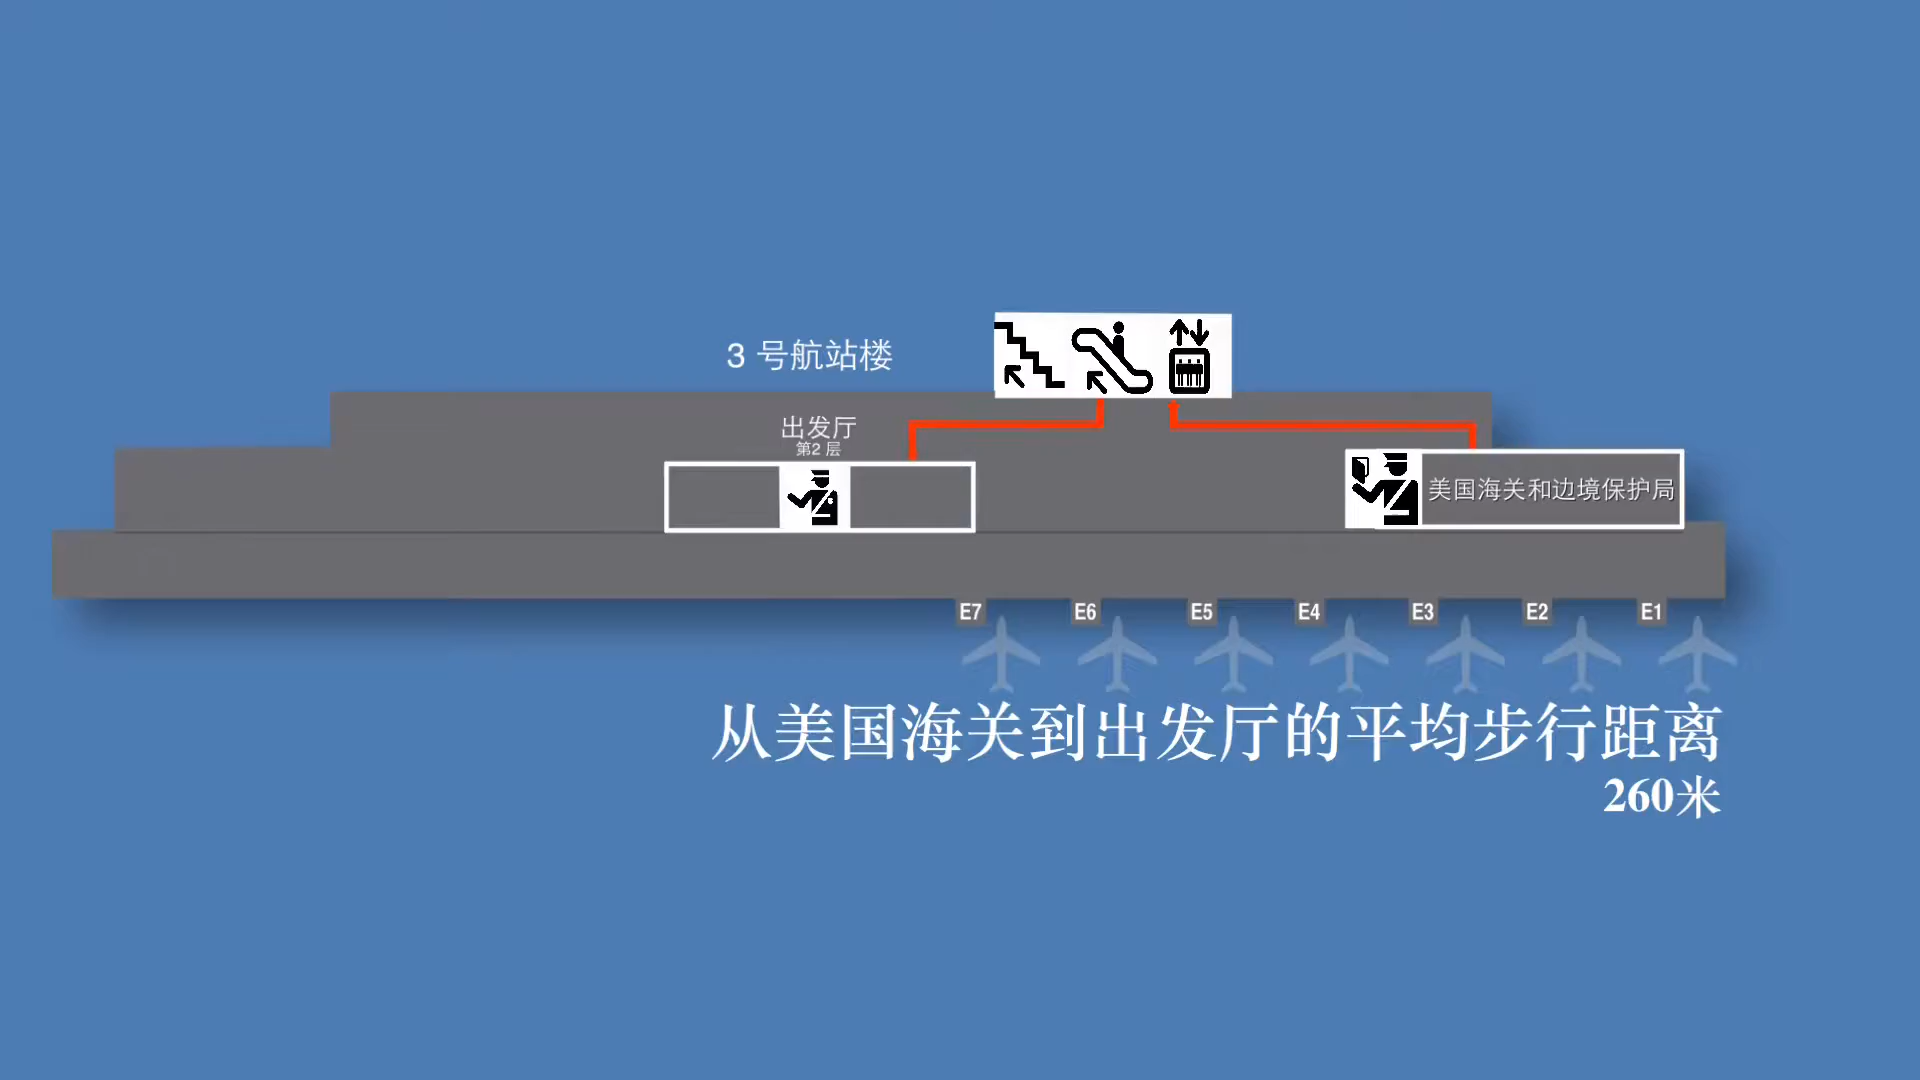 3 号航站楼
出发厅
第2 层
美国海关和边境保护局
E7 E6 E5 E4 E3 E2 E1
从美国海关到出发厅的平均步行距离
260米